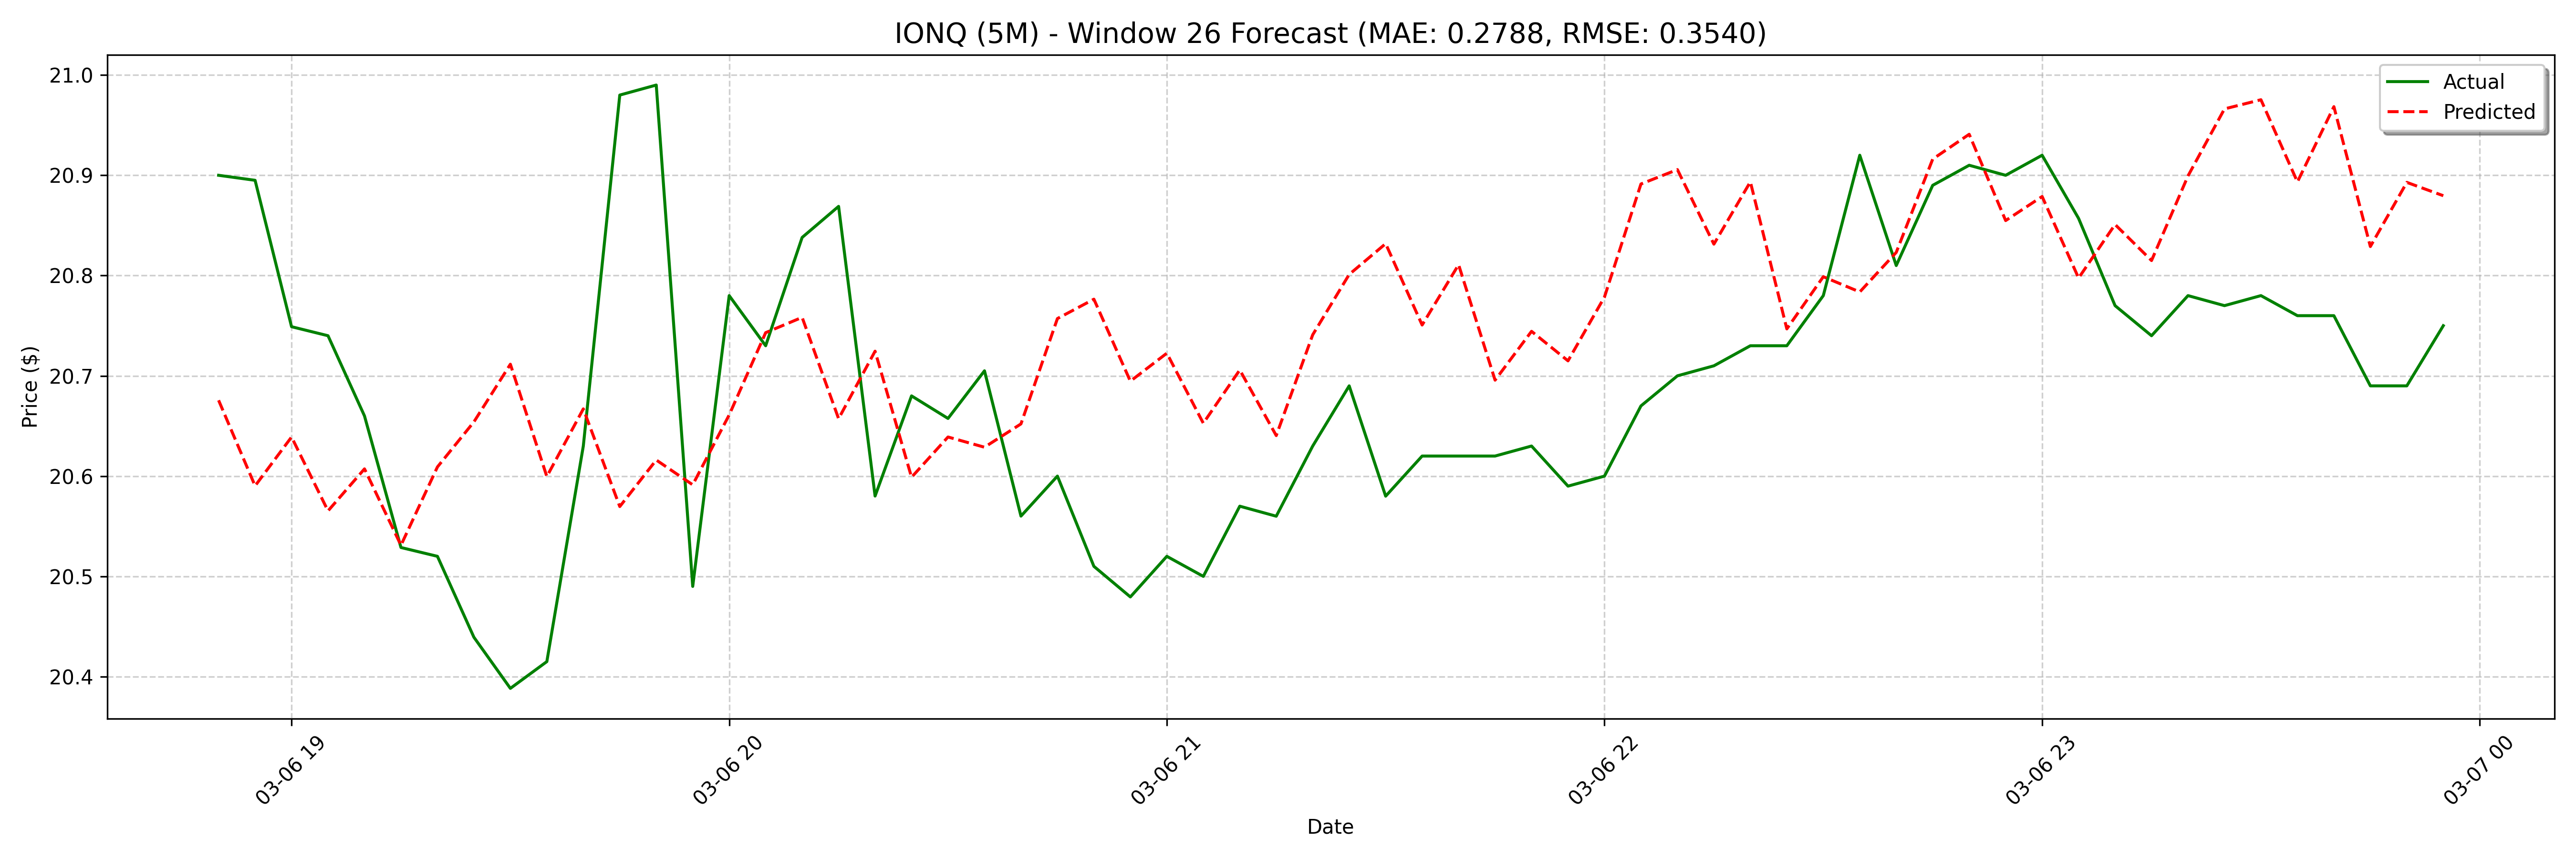 IONQ (5M) - Window 26 Forecast (MAE: 0.2788, RMSE: 0.3540)
Actual
Predicted
Price ($)
21.0
20.9
20.8
20.7
20.6
20.5
20.4
03-06 19
03-06 20
03-06 21
03-06 22
03-06 23
03-07 00
Date